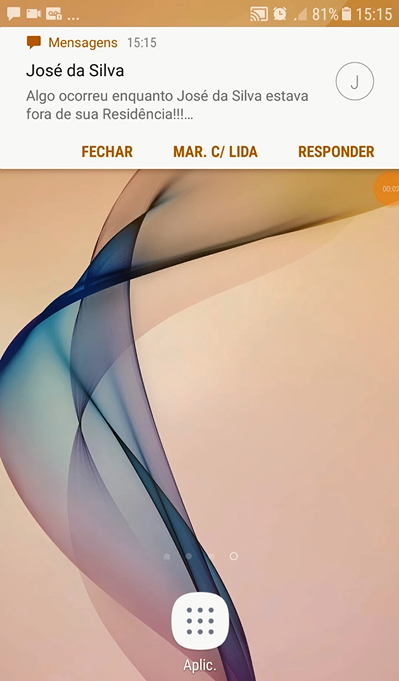 ... 81% 15:15
Mensagens 15:15
José da Silva
J
Algo ocorreu enquanto José da Silva estava
fora de sua Residência!!!...
FECHAR MAR. C/ LIDA RESPONDER
00:02
Aplic.